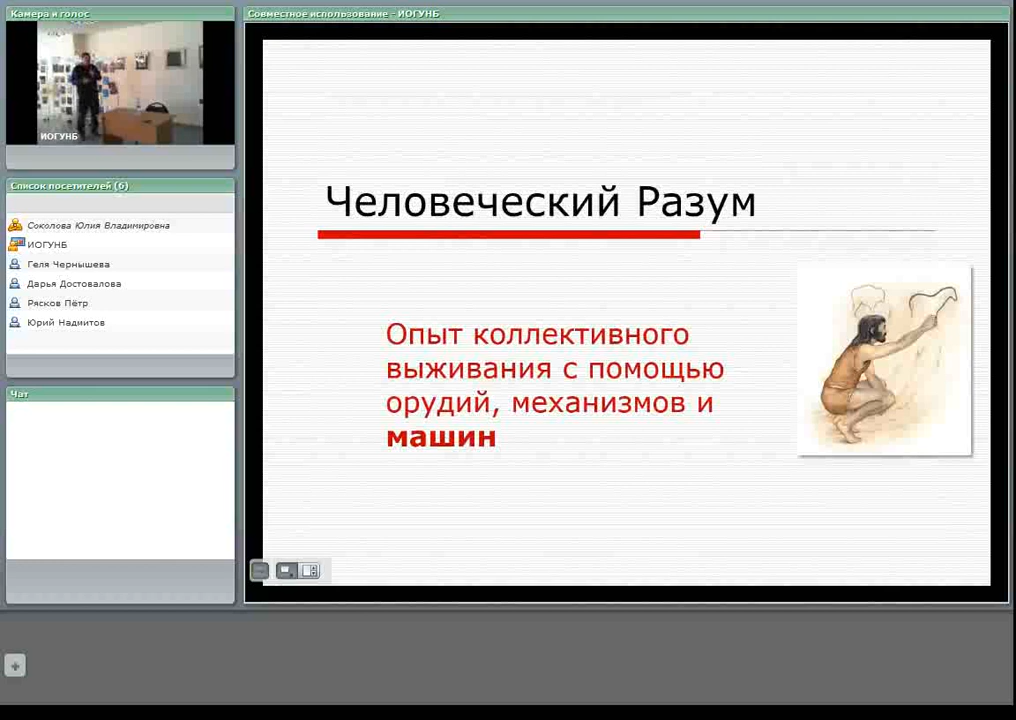 Камера и голос
ИОГУНБ
Список посетителей (6)
Соколова Юлия Владимировна
ИОГУНБ
Геля Чернышева
Дарья Достовалова
Рясков Пётр
Юрий Надмитов
Чат
Совместное использование - ИОГУНБ
Человеческий Разум
Опыт коллективного
выживания с помощью
орудий, механизмов и
машин